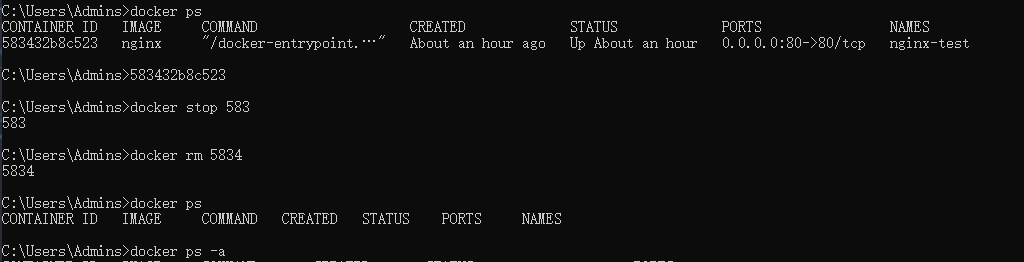 C:\Users\Admins>docker ps
CONTAINER ID   IMAGE     COMMAND                  CREATED             STATUS             PORTS                NAMES
583432b8c523   nginx     "/docker-entrypoint.…"   About an hour ago   Up About an hour   0.0.0.0:80->80/tcp   nginx-test
C:\Users\Admins>583432b8c523
C:\Users\Admins>docker stop 583
583
C:\Users\Admins>docker rm 5834
5834
C:\Users\Admins>docker ps
CONTAINER ID   IMAGE     COMMAND   CREATED   STATUS    PORTS     NAMES
C:\Users\Admins>docker ps -a